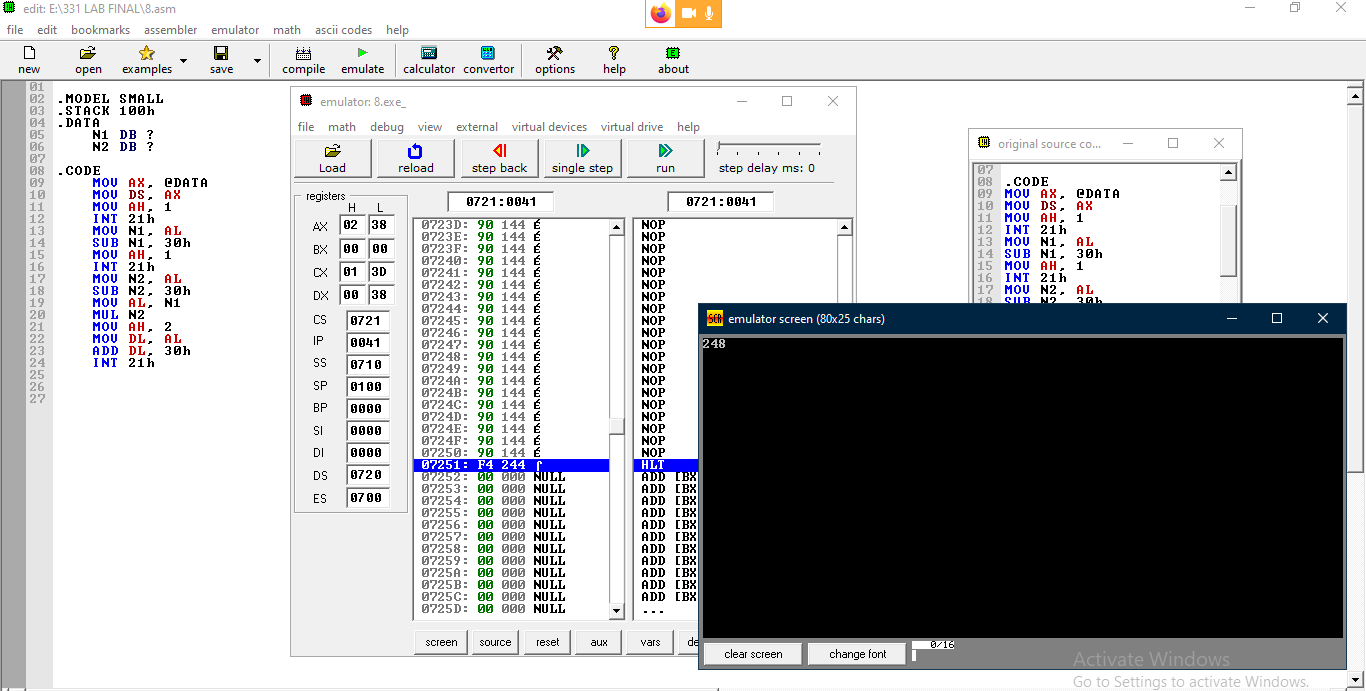 edit: E:\331 LAB FINAL\8.asm
file edit bookmarks assembler emulator math ascii codes help
new open examples save compile emulate calculator convertor options help about
01
02 .MODEL SMALL
03 .STACK 100h
04 .DATA
05 N1 DB ?
06 N2 DB ?
07
08 .CODE
09 MOV AX, @DATA
10 MOV DS, AX
11 MOV AH, 1
12 INT 21h
13 MOV N1, AL
14 SUB N1, 30h
15 MOV AH, 1
16 INT 21h
17 MOV N2, AL
18 SUB N2, 30h
19 MOV AL, N1
20 MUL N2
21 MOV AH, 2
22 MOV DL, AL
23 ADD DL, 30h
24 INT 21h
25
26
27
emulator: 8.exe_
file math debug view external virtual devices virtual drive help
Load reload step back single step run step delay ms: 0
registers
H L
AX 02 38
BX 00 00
CX 01 3D
DX 00 38
CS 0721
IP 0041
SS 0710
SP 0100
BP 0000
SI 0000
DI 0000
DS 0720
ES 0700
0721:0041 0721:0041
0723D: 90 144 É NOP
0723E: 90 144 É NOP
0723F: 90 144 É NOP
07240: 90 144 É NOP
07241: 90 144 É NOP
07242: 90 144 É NOP
07243: 90 144 É NOP
07244: 90 144 É NOP
07245: 90 144 É NOP
07246: 90 144 É NOP
07247: 90 144 É NOP
07248: 90 144 É NOP
07249: 90 144 É NOP
0724A: 90 144 É NOP
0724B: 90 144 É NOP
0724C: 90 144 É NOP
0724D: 90 144 É NOP
0724E: 90 144 É NOP
0724F: 90 144 É NOP
07250: 90 144 É NOP
07251: F4 244 ⌠ HLT
07252: 00 000 NULL ADD [BX
07253: 00 000 NULL ADD [BX
07254: 00 000 NULL ADD [BX
07255: 00 000 NULL ADD [BX
07256: 00 000 NULL ADD [BX
07257: 00 000 NULL ADD [BX
07258: 00 000 NULL ADD [BX
07259: 00 000 NULL ADD [BX
0725A: 00 000 NULL ADD [BX
0725B: 00 000 NULL ADD [BX
0725C: 00 000 NULL ADD [BX
0725D: 00 000 NULL ...
screen source reset aux vars de
original source co...
07
08 .CODE
09 MOV AX, @DATA
10 MOV DS, AX
11 MOV AH, 1
12 INT 21h
13 MOV N1, AL
14 SUB N1, 30h
15 MOV AH, 1
16 INT 21h
17 MOV N2, AL
18 SUB N2, 30h
SCR emulator screen (80x25 chars)
248
clear screen change font 0/16
Activate Windows
Go to Settings to activate Windows.